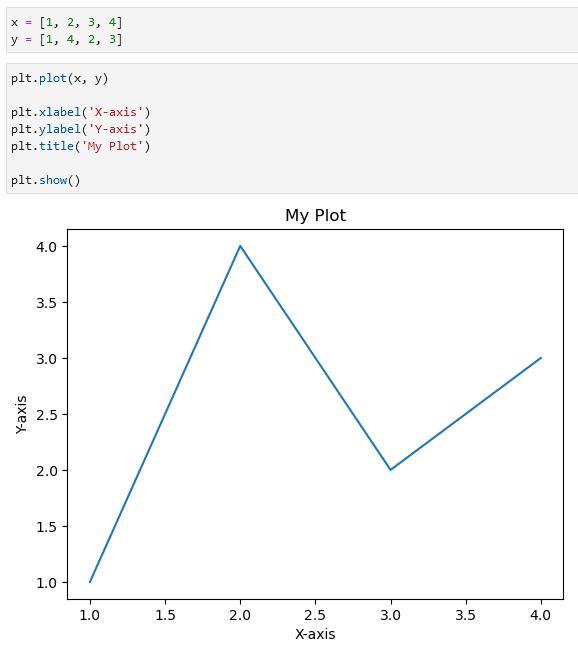 x = [1, 2, 3, 4]
y = [1, 4, 2, 3]
plt.plot(x, y)
plt.xlabel('X-axis')
plt.ylabel('Y-axis')
plt.title('My Plot')
plt.show()
My Plot
4.0
3.5
3.0
2.5
2.0
1.5
1.0
Y-axis
1.0 1.5 2.0 2.5 3.0 3.5 4.0
X-axis